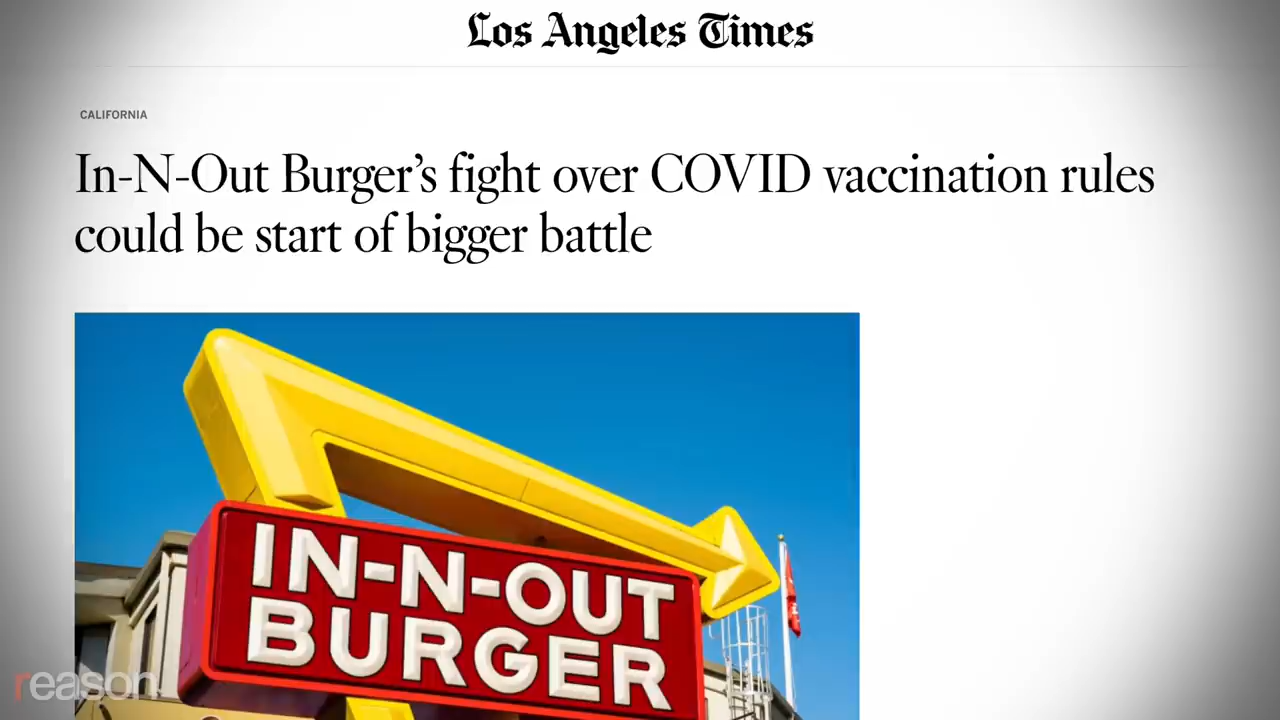 Los Angeles Times
CALIFORNIA
In-N-Out Burger’s fight over COVID vaccination rules
could be start of bigger battle
IN-N-OUT
BURGER
reason